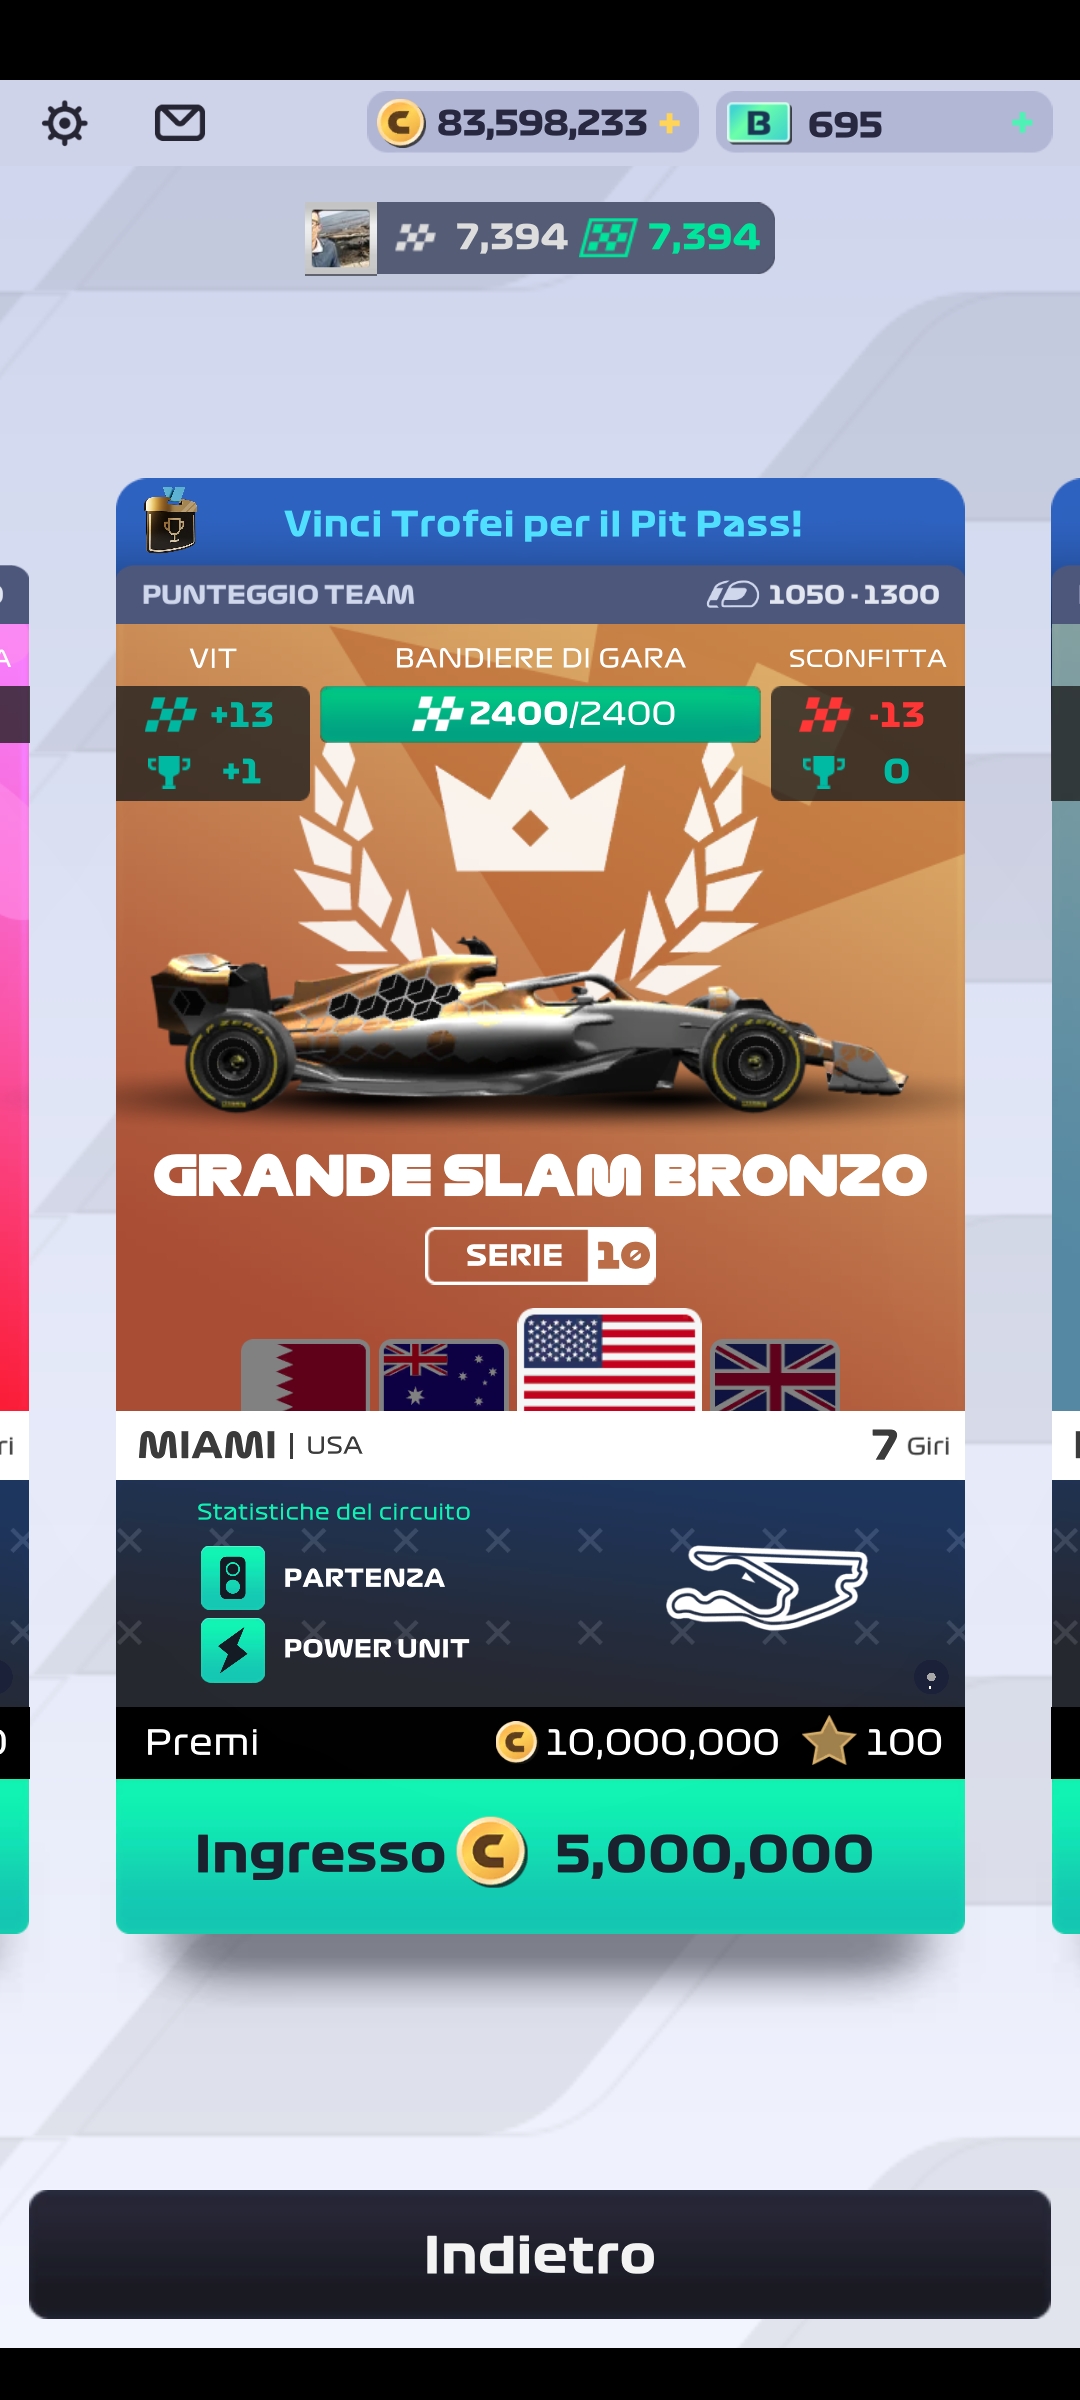 83,598,233 +
B 695 +
7,394 7,394
Vinci Trofei per il Pit Pass!
PUNTEGGIO TEAM 1050 - 1300
VIT BANDIERE DI GARA SCONFITTA
+13 2400/2400 -13
+1 0
GRANDE SLAM BRONZO
SERIE 10
MIAMI | USA 7 Giri
Statistiche del circuito
PARTENZA
POWER UNIT
Premi C 10,000,000 100
Ingresso C 5,000,000
Indietro